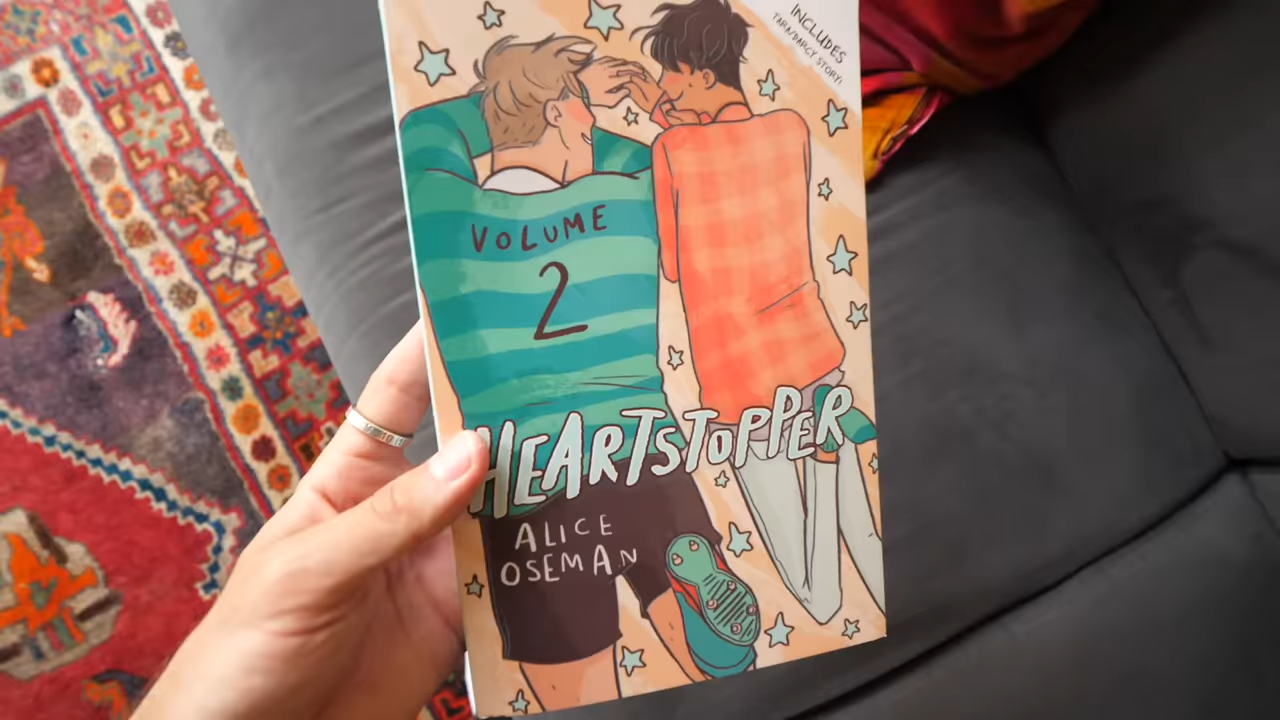 INCLUDES
TARA/DARCY STORY!
VOLUME
2
HEARTSTOPPER
ALICE
OSEMAN